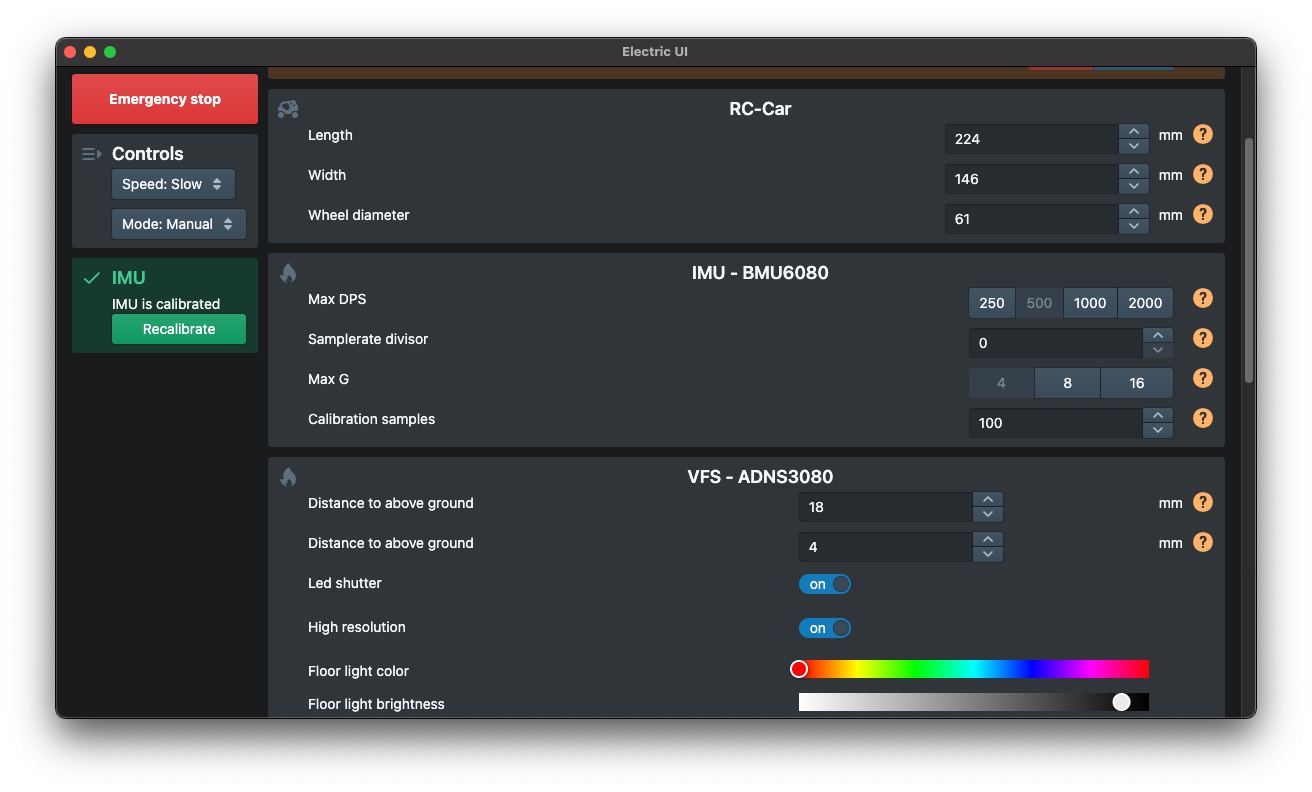 Electric UI
Emergency stop
Controls
Speed: Slow
Mode: Manual
IMU
IMU is calibrated
Recalibrate
RC-Car
Length 224 mm ?
Width 146 mm ?
Wheel diameter 61 mm ?
IMU - BMU6080
Max DPS 250 500 1000 2000 ?
Samplerate divisor 0 ?
Max G 4 8 16 ?
Calibration samples 100 ?
VFS - ADNS3080
Distance to above ground 18 mm ?
Distance to above ground 4 mm ?
Led shutter on
High resolution on
Floor light color
Floor light brightness